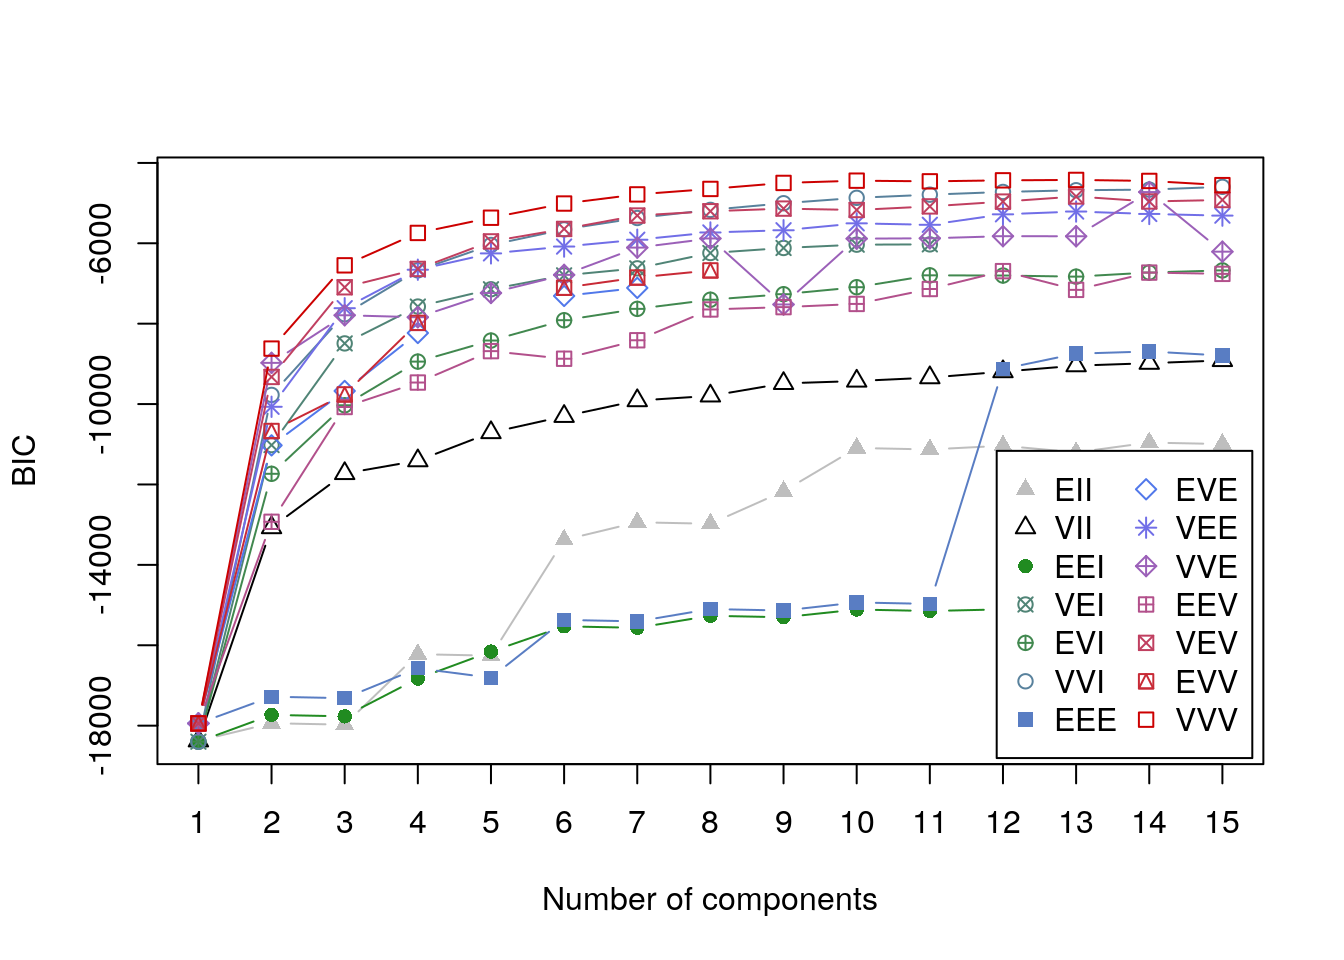 BIC
-6000
-10000
-14000
-18000
EII EVE
VII VEE
EEI VVE
VEI EEV
EVI VEV
VVI EVV
EEE VVV
1 2 3 4 5 6 7 8 9 10 11 12 13 14 15
Number of components